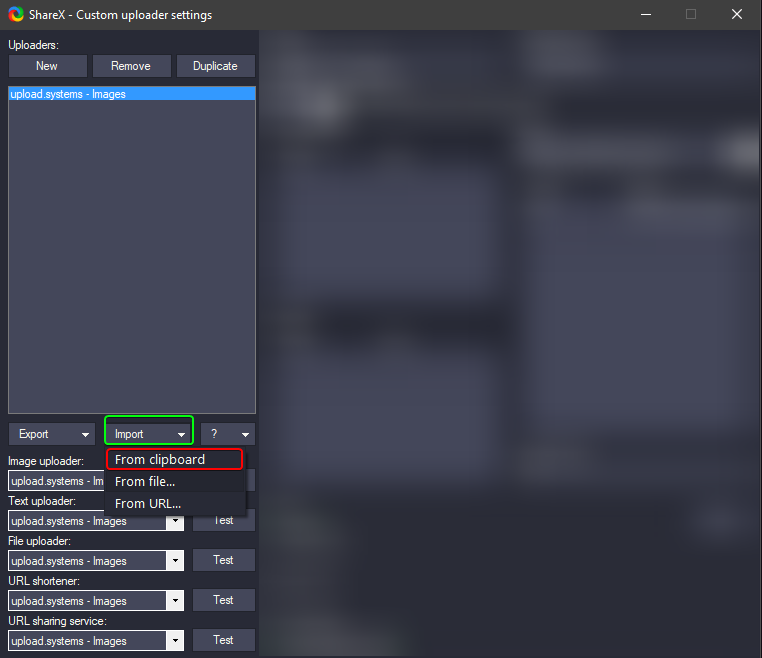 ShareX - Custom uploader settings
Uploaders:
New Remove Duplicate
upload.systems - Images
Export Import ?
From clipboard
From file...
From URL...
Image uploader:
upload.systems - Im
Text uploader:
upload.systems - Images Test
File uploader:
upload.systems - Images Test
URL shortener:
upload.systems - Images Test
URL sharing service:
upload.systems - Images Test